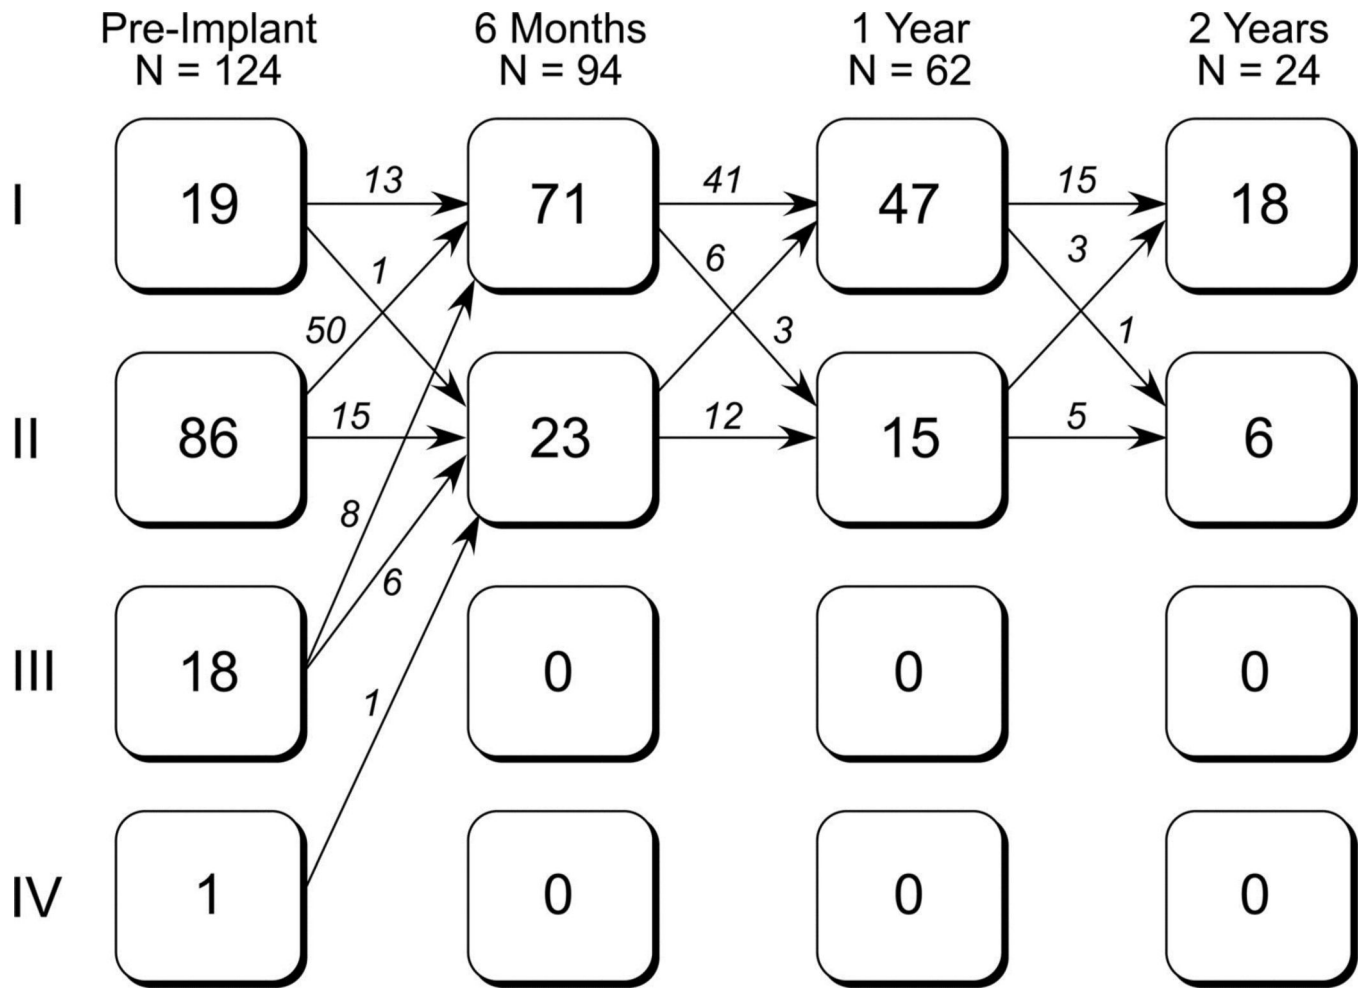 Pre-Implant 6 Months 1 Year 2 Years
N = 124 N = 94 N = 62 N = 24
I 19 13 71 41 47 15 18
1 6 3
50 3 1
II 86 15 23 12 15 5 6
8
6
III 18 0 0 0
1
IV 1 0 0 0